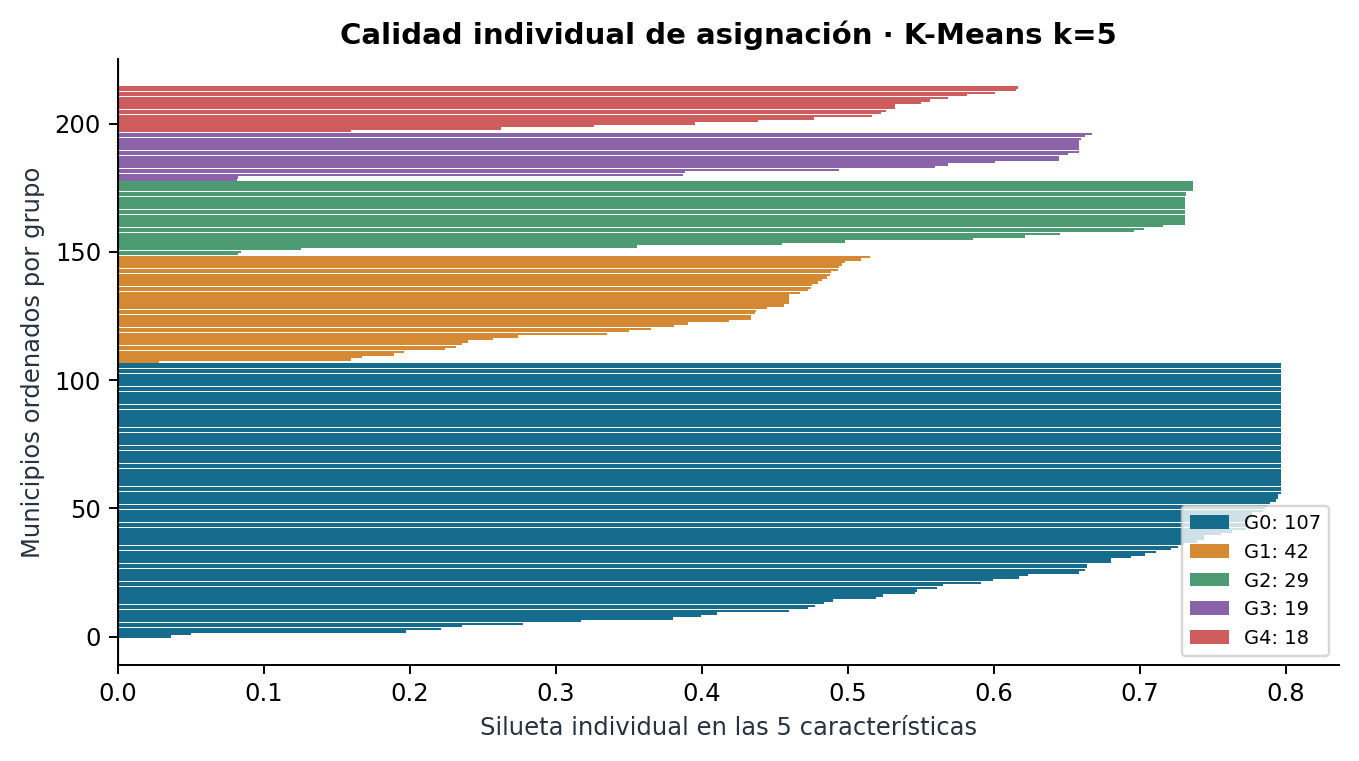 Calidad individual de asignación · K-Means k=5
Municipios ordenados por grupo
200
150
100
50
0
0.0 0.1 0.2 0.3 0.4 0.5 0.6 0.7 0.8
Silueta individual en las 5 características
G0: 107
G1: 42
G2: 29
G3: 19
G4: 18